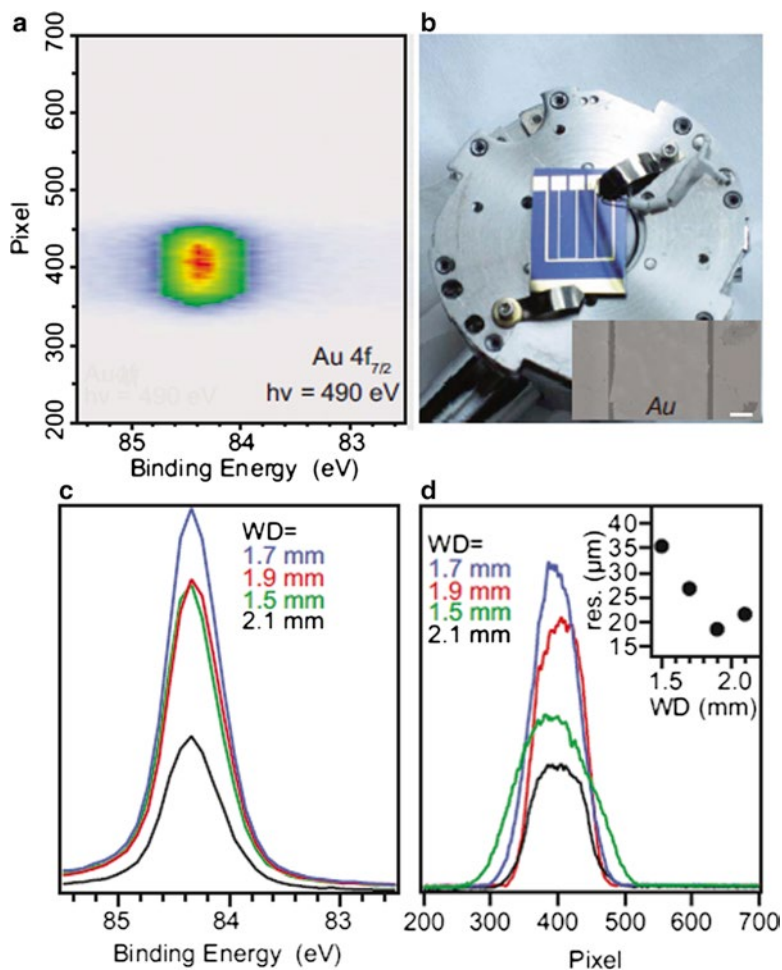 a
700
600
500
400
300
200
Pixel
Au 4f7/2
hv = 490 eV
hv = 490 eV
85 84 83
Binding Energy (eV)
b
Au
c
WD=
1.7 mm
1.9 mm
1.5 mm
2.1 mm
85 84 83
Binding Energy (eV)
d
WD=
1.7 mm
1.9 mm
1.5 mm
2.1 mm
40
35
30
25
20
15
res. (μm)
1.5 2.0
WD (mm)
200 300 400 500 600 700
Pixel